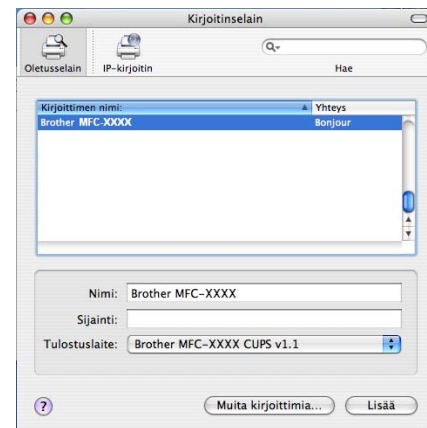 Kirjoitinselain
Oletusselain IP-kirjoitin Hae
Kirjoittimen nimi: Yhteys
Brother MFC-XXXX Bonjour
Nimi: Brother MFC-XXXX
Sijainti:
Tulostuslaite: Brother MFC-XXXX CUPS v1.1
? Muita kirjoittimia... Lisää